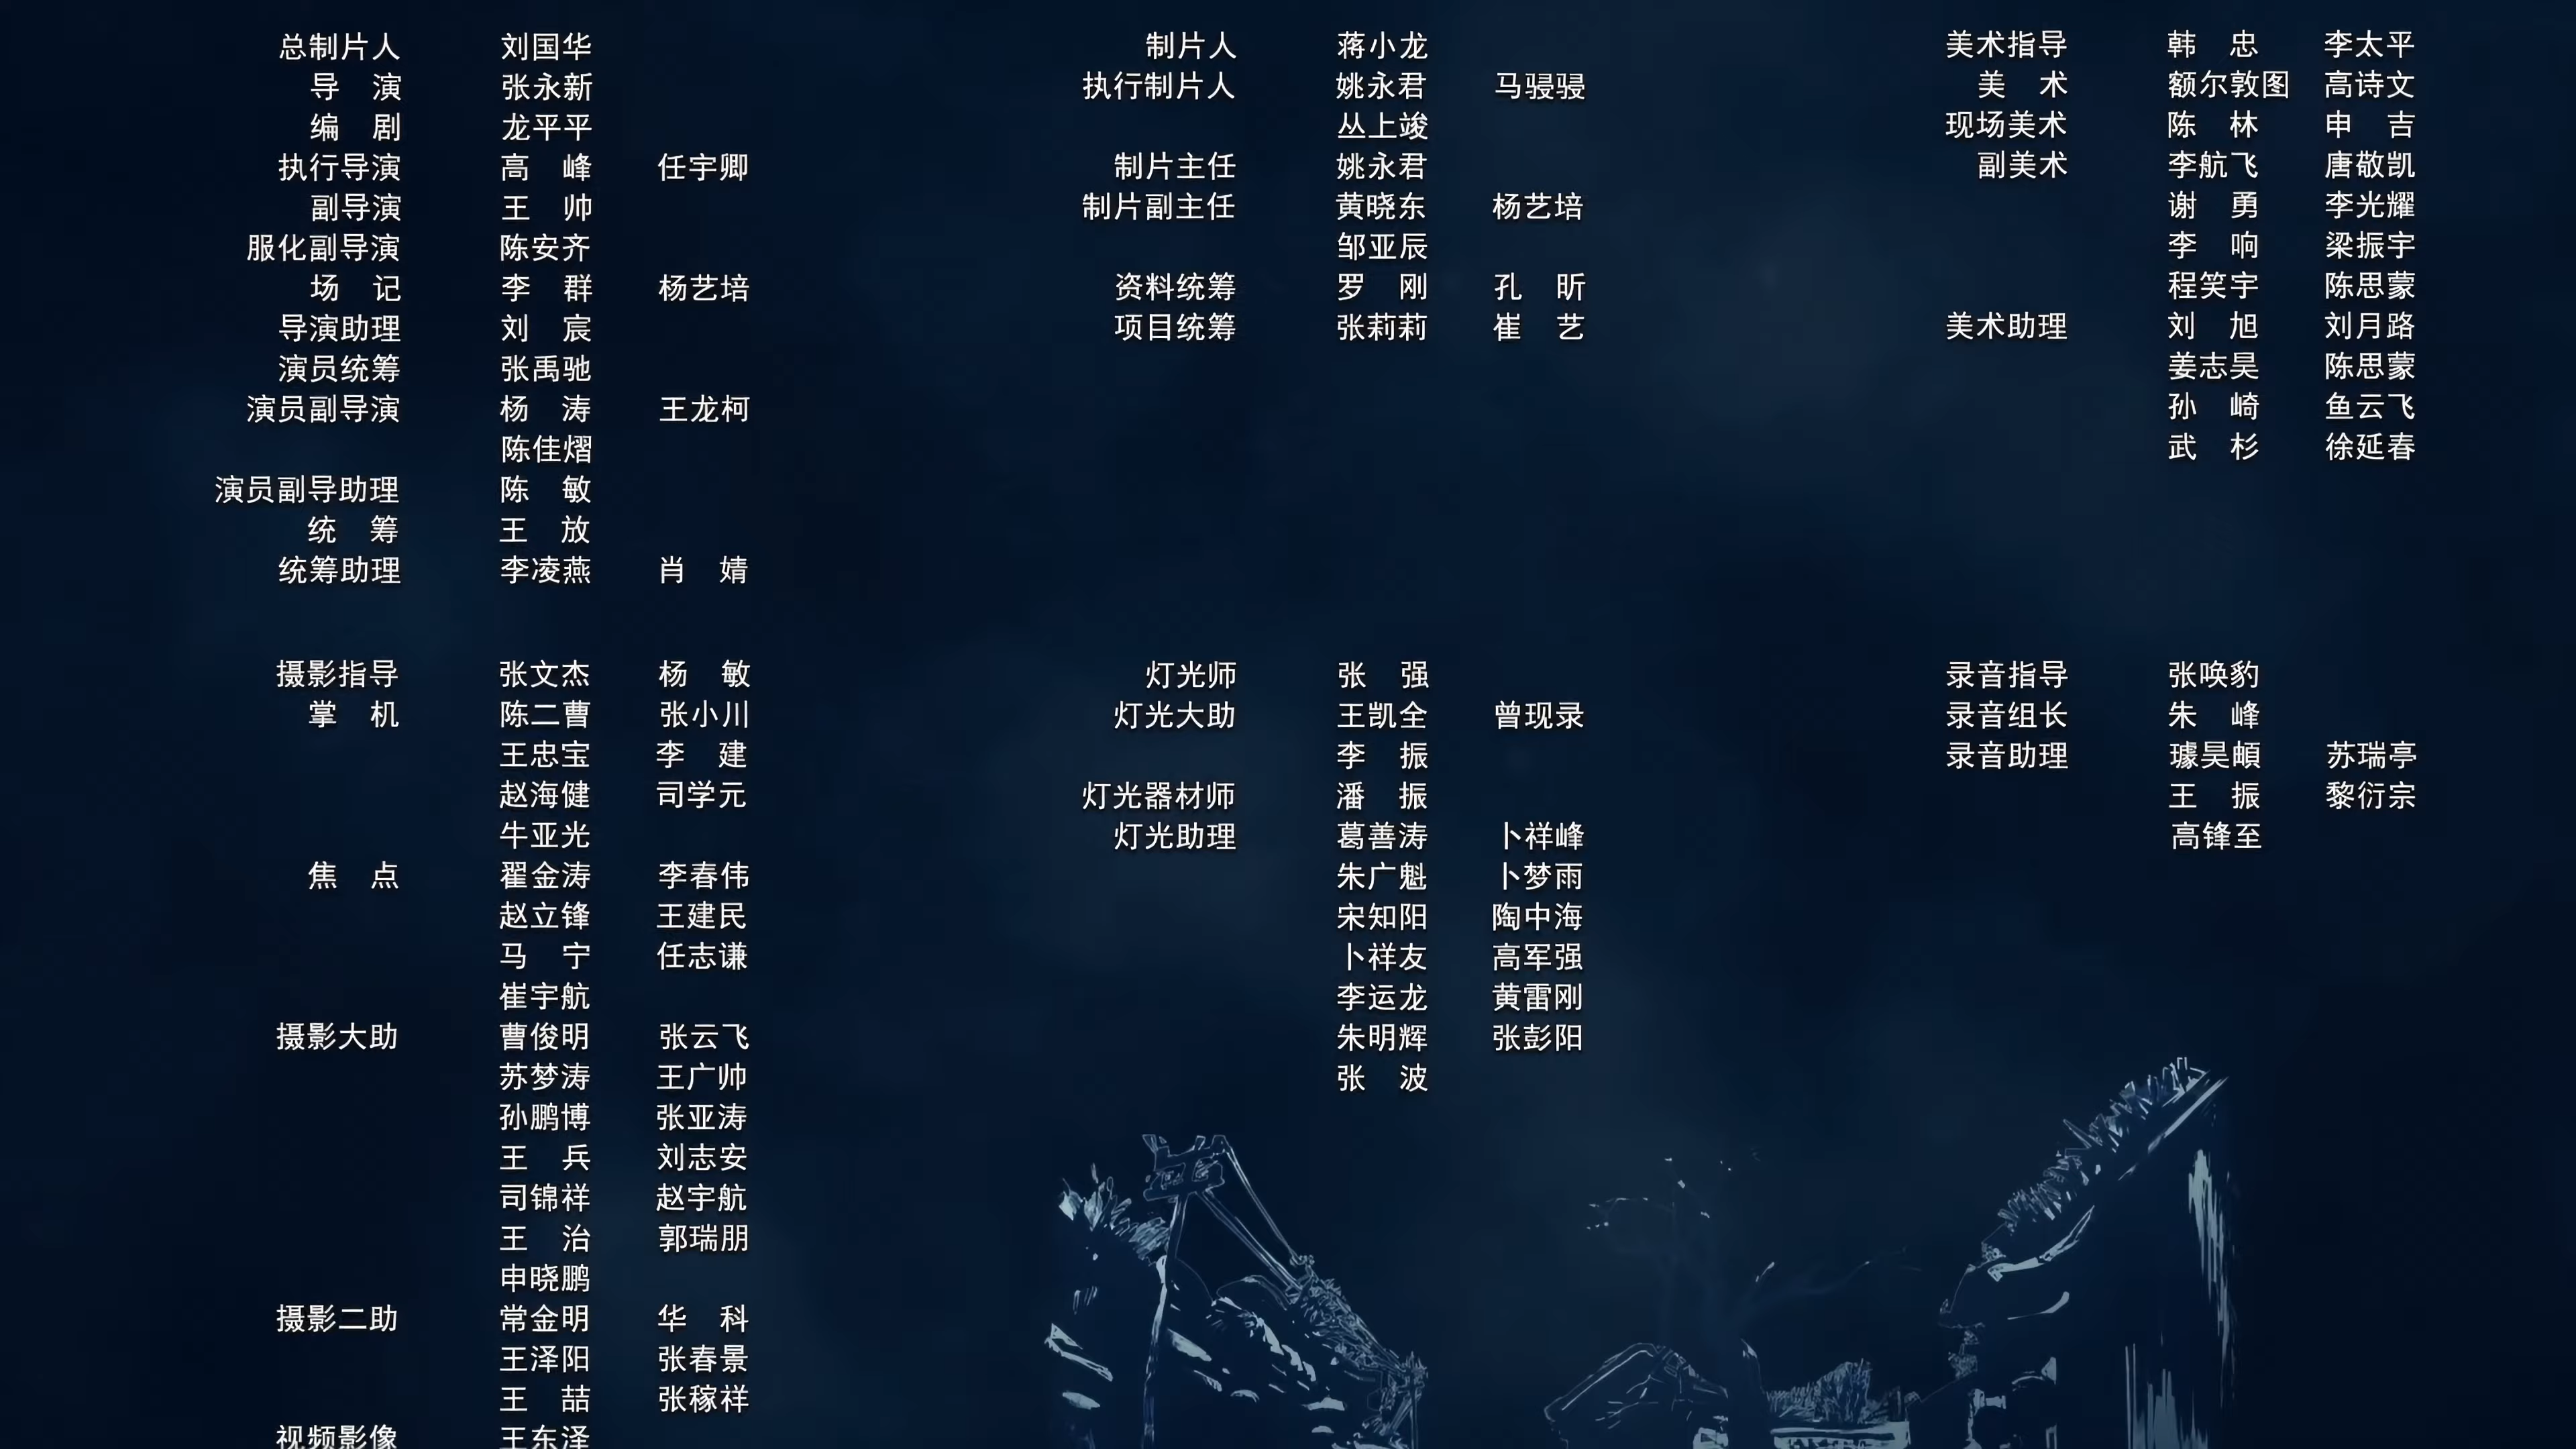 总制片人 刘国华
导 演 张永新
编 剧 龙平平
执行导演 高 峰 任宇卿
副导演 王 帅
服化副导演 陈安齐
场 记 李 群 杨艺培
导演助理 刘 宸
演员统筹 张禹驰
演员副导演 杨 涛 王龙柯
陈佳熠
演员副导助理 陈 敏
统 筹 王 放
统筹助理 李凌燕 肖 婧
制片人 蒋小龙
执行制片人 姚永君 马骎骎
丛上竣
制片主任 姚永君
制片副主任 黄晓东 杨艺培
邹亚辰
资料统筹 罗 刚 孔 昕
项目统筹 张莉莉 崔 艺
美术指导 韩 忠 李太平
美 术 额尔敦图 高诗文
现场美术 陈 林 申 吉
副美术 李航飞 唐敬凯
谢 勇 李光耀
李 响 梁振宇
程笑宇 陈思蒙
美术助理 刘 旭 刘月路
姜志昊 陈思蒙
孙 崎 鱼云飞
武 杉 徐延春
摄影指导 张文杰 杨 敏
掌 机 陈二曹 张小川
王忠宝 李 建
赵海健 司学元
牛亚光
焦 点 翟金涛 李春伟
赵立锋 王建民
马 宁 任志谦
崔宇航
摄影大助 曹俊明 张云飞
苏梦涛 王广帅
孙鹏博 张亚涛
王 兵 刘志安
司锦祥 赵宇航
王 治 郭瑞朋
申晓鹏
摄影二助 常金明 华 科
王泽阳 张春景
王 喆 张稼祥
视频影像 王东泽
灯光师 张 强
灯光大助 王凯全 曾现录
李 振
灯光器材师 潘 振
灯光助理 葛善涛 卜祥峰
朱广魁 卜梦雨
宋知阳 陶中海
卜祥友 高军强
李运龙 黄雷刚
朱明辉 张彭阳
张 波
录音指导 张唤豹
录音组长 朱 峰
录音助理 璩昊頔 苏瑞亭
王 振 黎衍宗
高锋至